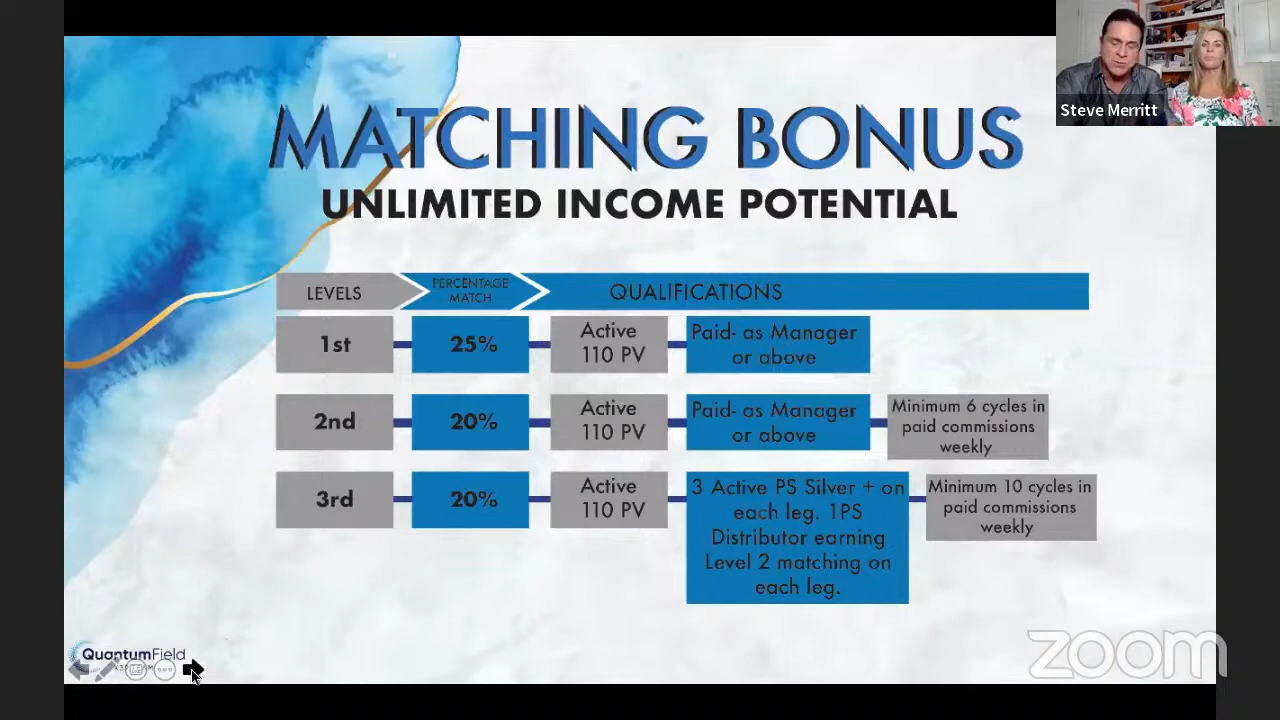 Steve Merritt
MATCHING BONUS
UNLIMITED INCOME POTENTIAL
LEVELS
PERCENTAGE
MATCH
QUALIFICATIONS
1st
25%
Active
110 PV
Paid- as Manager
or above
2nd
20%
Active
110 PV
Paid- as Manager
or above
Minimum 6 cycles in
paid commissions
weekly
3rd
20%
Active
110 PV
3 Active PS Silver + on
each leg. 1PS
Distributor earning
Level 2 matching on
each leg.
Minimum 10 cycles in
paid commissions
weekly
QuantumField
zoom